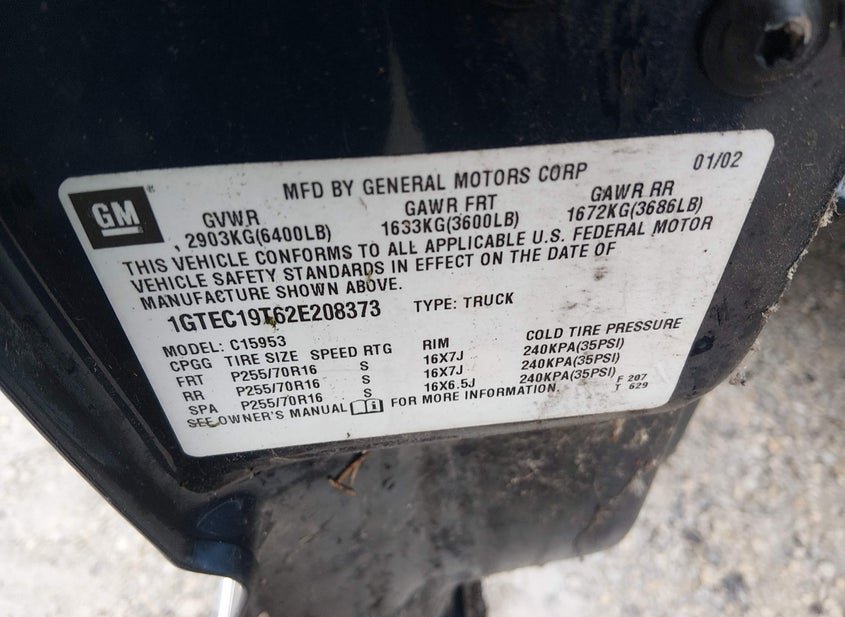 GM ®
MFD BY GENERAL MOTORS CORP 01/02
GVWR GAWR FRT GAWR RR
2903KG(6400LB) 1633KG(3600LB) 1672KG(3686LB)
THIS VEHICLE CONFORMS TO ALL APPLICABLE U.S. FEDERAL MOTOR
VEHICLE SAFETY STANDARDS IN EFFECT ON THE DATE OF
MANUFACTURE SHOWN ABOVE.
1GTEC19T62E208373 TYPE: TRUCK
MODEL: C15953
CPGG TIRE SIZE SPEED RTG RIM COLD TIRE PRESSURE
FRT P255/70R16 S 16X7J 240KPA(35PSI)
RR P255/70R16 S 16X7J 240KPA(35PSI)
SPA P255/70R16 S 16X6.5J 240KPA(35PSI)
SEE OWNER'S MANUAL FOR MORE INFORMATION. F 207
T 629